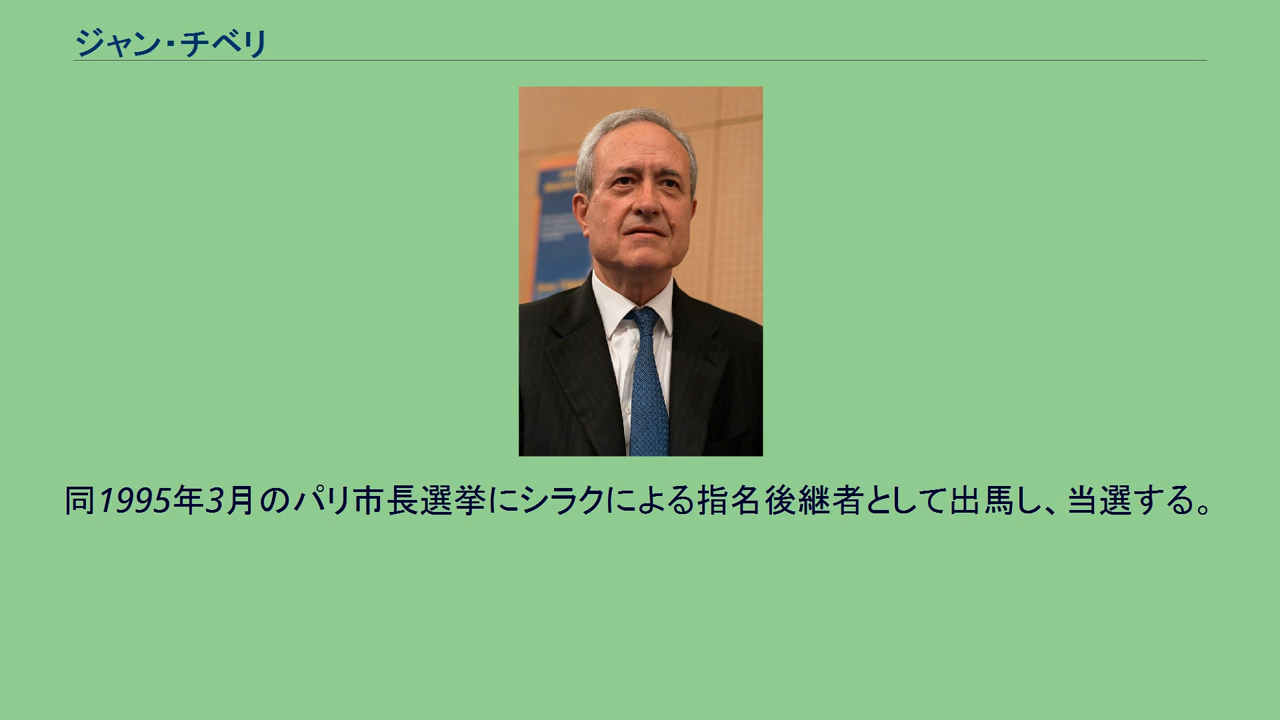 ジャン・チベリ
同1995年3月のパリ市長選挙にシラクによる指名後継者として出馬し、当選する。